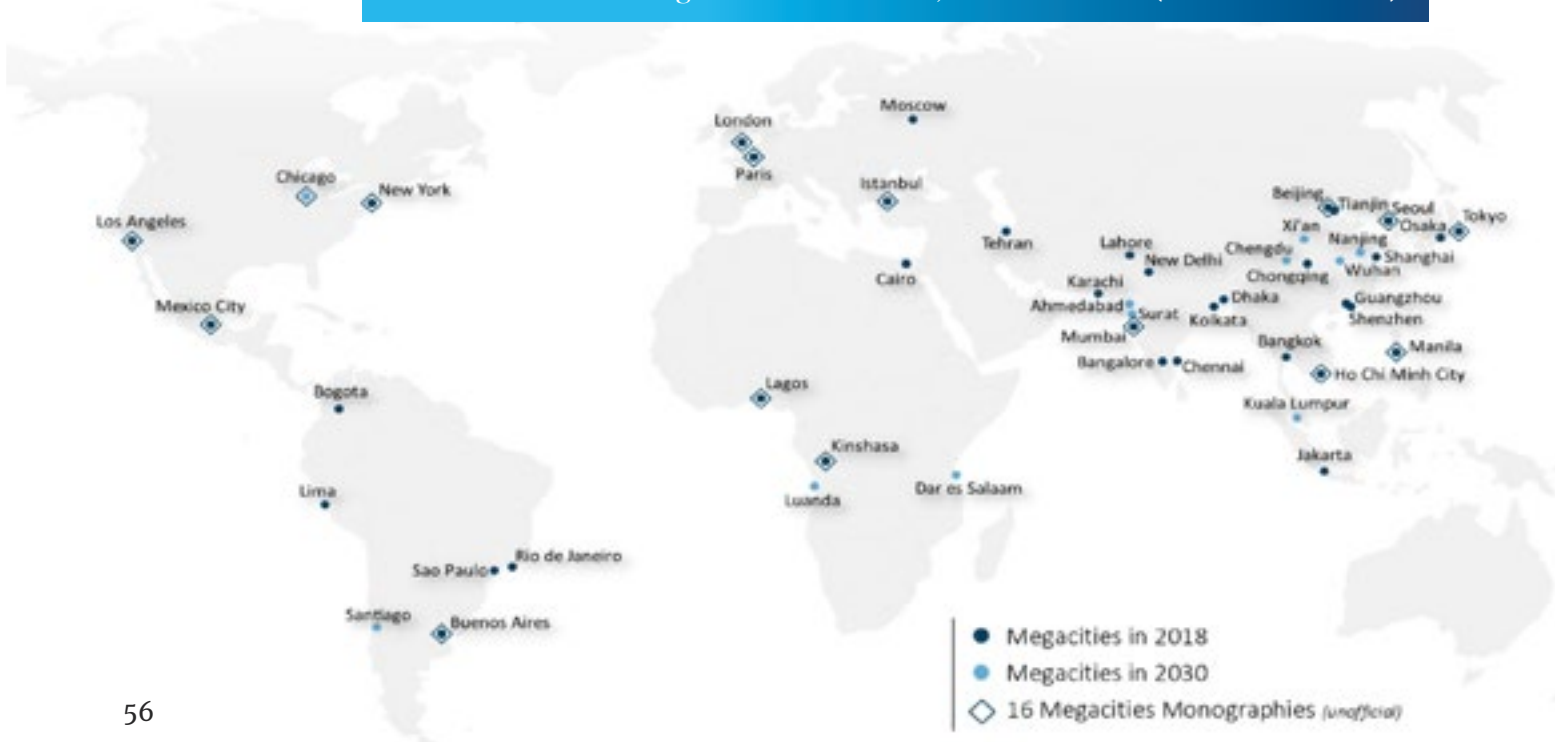 Moscow
London
Paris
Chicago
New York
Istanbul
Los Angeles
Beijing
Tianjin
Seoul
Tokyo
Osaka
Xi'an
Nanjing
Tehran
Lahore
New Delhi
Chengdu
Shanghai
Wuhan
Chongqing
Cairo
Karachi
Ahmedabad
Surat
Dhaka
Kolkata
Guangzhou
Shenzhen
Mexico City
Mumbai
Bangkok
Manila
Bangalore
Chennai
Ho Chi Minh City
Bogota
Lagos
Kuala Lumpur
Kinshasa
Jakarta
Lima
Luanda
Dar es Salaam
Rio de Janeiro
Sao Paulo
Santiago
Buenos Aires
Megacities in 2018
Megacities in 2030
16 Megacities Monographies (unofficial)
56